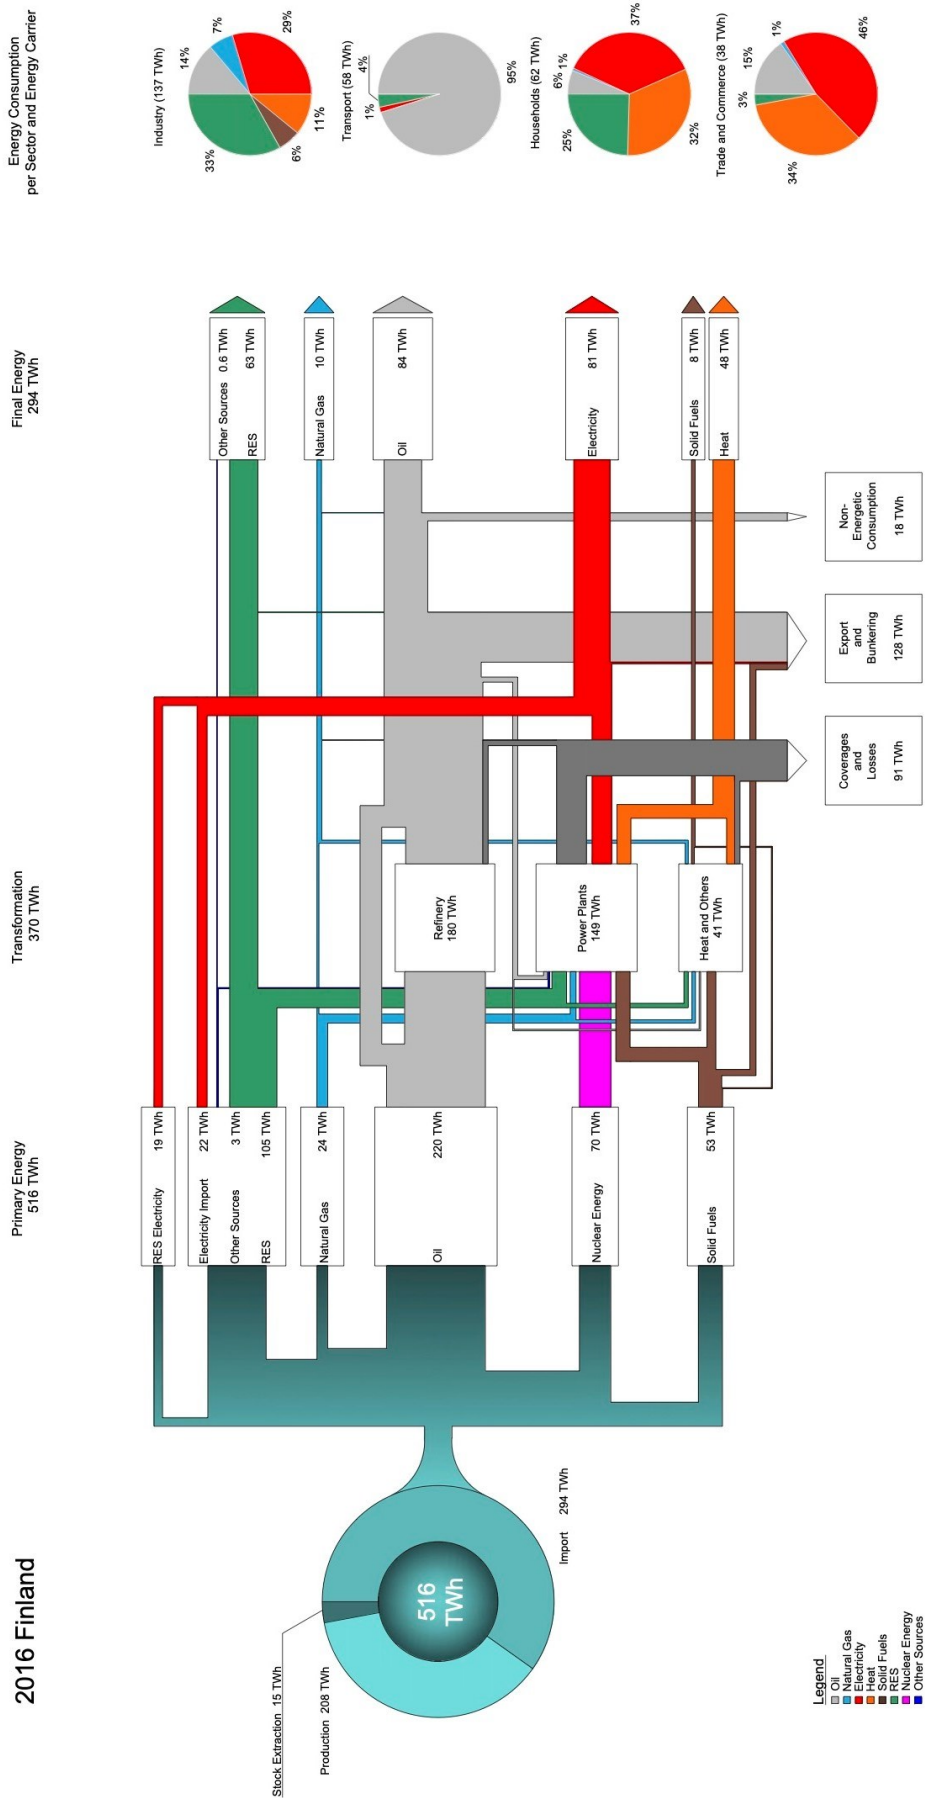 2016 Finland
Primary Energy
516 TWh
Transformation
370 TWh
Final Energy
294 TWh
Energy Consumption
per Sector and Energy Carrier
Stock Extraction 15 TWh
Production 208 TWh
516
TWh
Import 294 TWh
RES Electricity 19 TWh
Electricity Import 22 TWh
Other Sources 3 TWh
RES 105 TWh
Natural Gas 24 TWh
Oil 220 TWh
Nuclear Energy 70 TWh
Solid Fuels 53 TWh
Refinery
180 TWh
Power Plants
149 TWh
Heat and Others
41 TWh
Other Sources 0.6 TWh
RES 63 TWh
Natural Gas 10 TWh
Oil 84 TWh
Electricity 81 TWh
Solid Fuels 8 TWh
Heat 48 TWh
Coverages
and
Losses
91 TWh
Export
and
Bunkering
128 TWh
Non-
Energetic
Consumption
18 TWh
Industry (137 TWh)
14%
7%
29%
33%
6%
11%
Transport (58 TWh)
4%
1%
95%
Households (62 TWh)
6%
1%
37%
25%
32%
Trade and Commerce (38 TWh)
15%
1%
46%
3%
34%
Legend
Oil
Natural Gas
Electricity
Heat
Solid Fuels
RES
Nuclear Energy
Other Sources